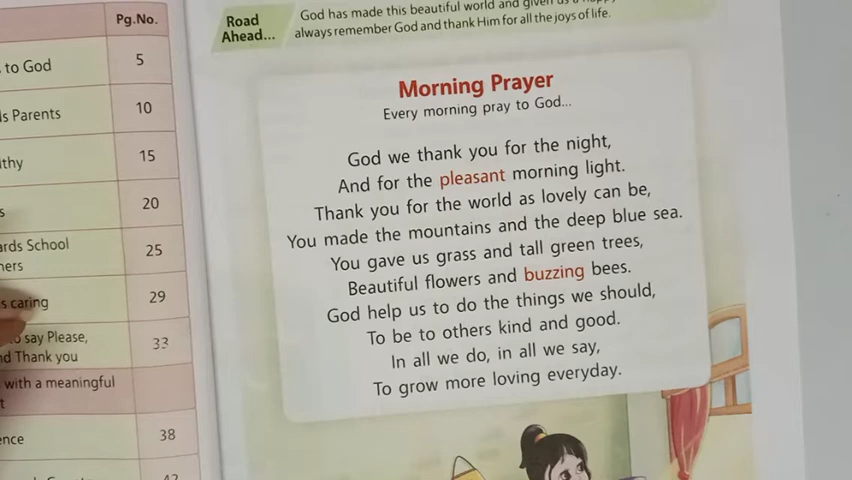 Pg.No.
to God 5
Parents 10
15
20
School
25
caring 29
say Please,
Thank you 33
with a meaningful
38
Road
Ahead...
God has made this beautiful world and given
always remember God and thank Him for all the joys of life.
Morning Prayer
Every morning pray to God...
God we thank you for the night,
And for the pleasant morning light.
Thank you for the world as lovely can be,
You made the mountains and the deep blue sea.
You gave us grass and tall green trees,
Beautiful flowers and buzzing bees.
God help us to do the things we should,
To be to others kind and good.
In all we do, in all we say,
To grow more loving everyday.